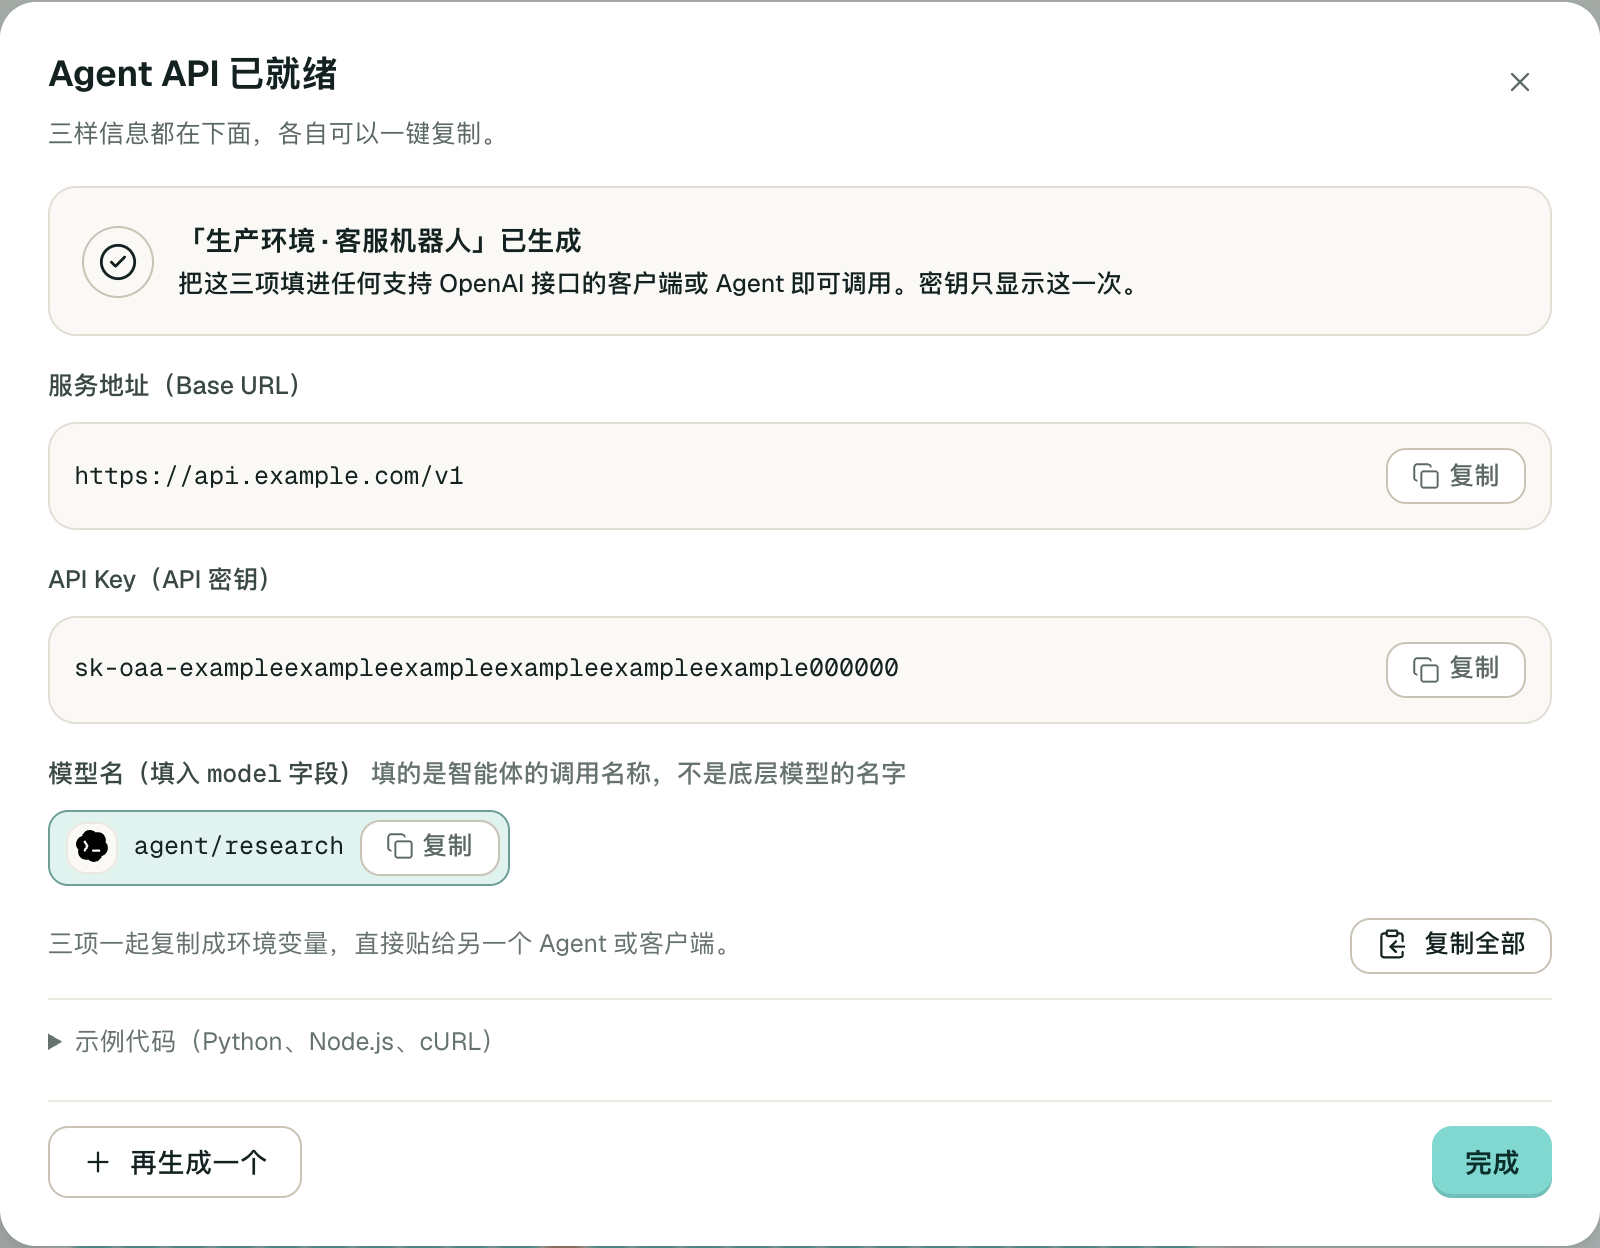 Agent API 已就绪
三样信息都在下面，各自可以一键复制。
「生产环境 · 客服机器人」已生成
把这三项填进任何支持 OpenAI 接口的客户端或 Agent 即可调用。密钥只显示这一次。
服务地址（Base URL）
https://api.example.com/v1
复制
API Key（API 密钥）
sk-oaa-exampleexampleexampleexampleexampleexample000000
复制
模型名（填入 model 字段） 填的是智能体的调用名称，不是底层模型的名字
agent/research
复制
三项一起复制成环境变量，直接贴给另一个 Agent 或客户端。
复制全部
示例代码（Python、Node.js、cURL）
再生成一个
完成